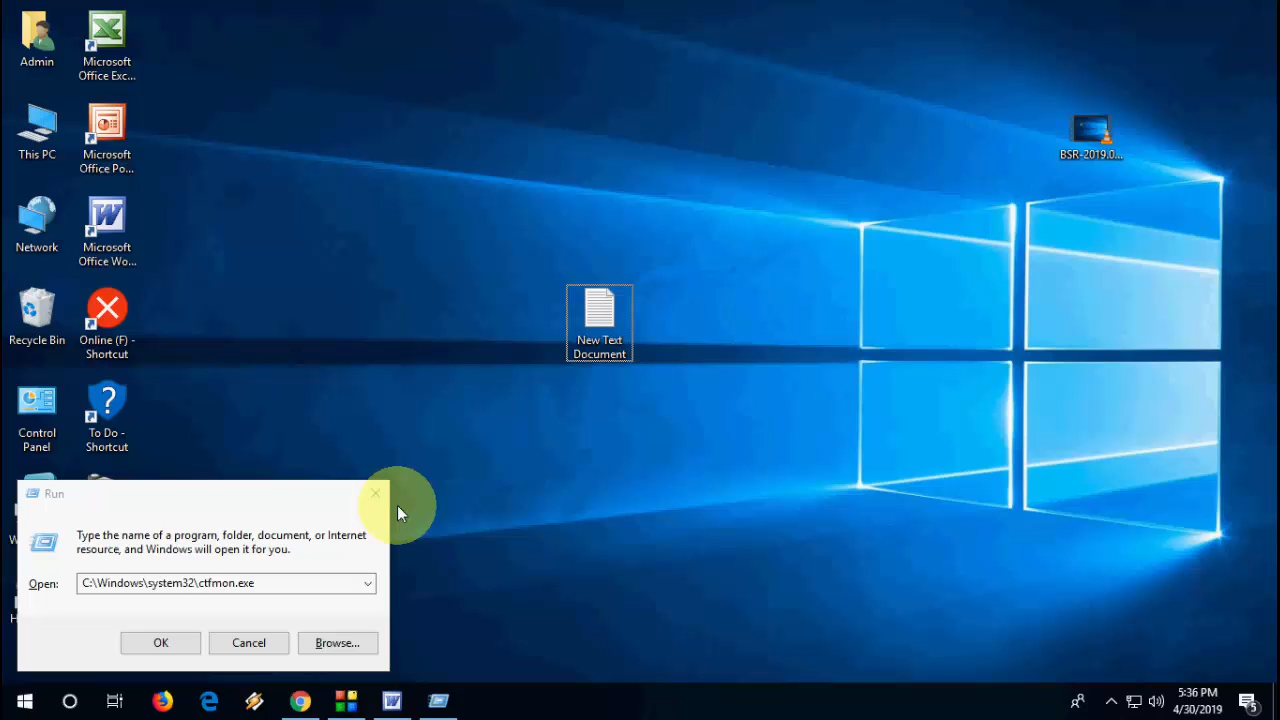 Admin
Microsoft
Office Exc...
This PC
Microsoft
Office Po...
Network
Microsoft
Office Wo...
Recycle Bin
Online (F) -
Shortcut
Control
Panel
To Do -
Shortcut
New Text
Document
BSR-2019.0...
Run
Type the name of a program, folder, document, or Internet
resource, and Windows will open it for you.
Open: C:\Windows\system32\ctfmon.exe
OK Cancel Browse...
5:36 PM
4/30/2019
5